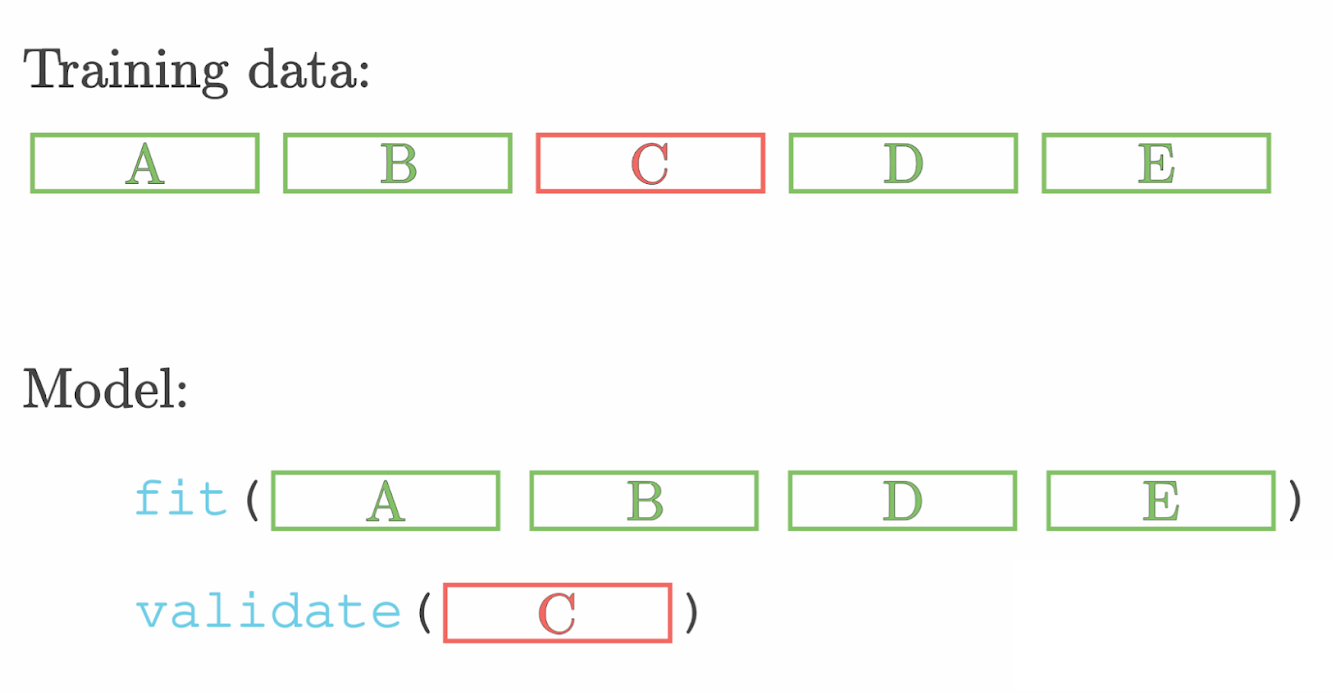 Training data:
A B C D E
Model:
fit( A B D E )
validate( C )